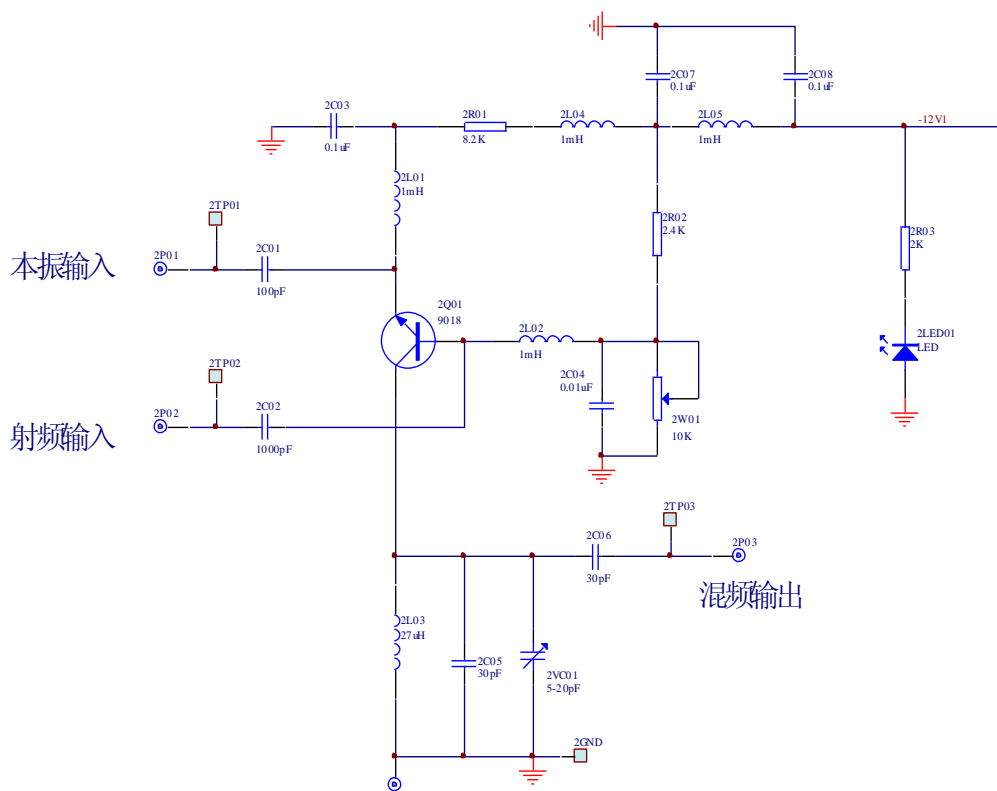 2C07
0.1uF
2C08
0.1uF
2C03
0.1uF
2R01
8.2K
2L04
1mH
2L05
1mH
-12V1
2L01
1mH
2TP01
2R02
2.4K
2R03
2K
本振输入
2P01
2C01
100pF
2Q01
9018
2L02
1mH
2LED01
LED
2TP02
2C04
0.01uF
射频输入
2P02
2C02
1000pF
2W01
10K
2TP03
2C06
30pF
2P03
混频输出
2L03
27uH
2C05
30pF
2VC01
5-20pF
2GND